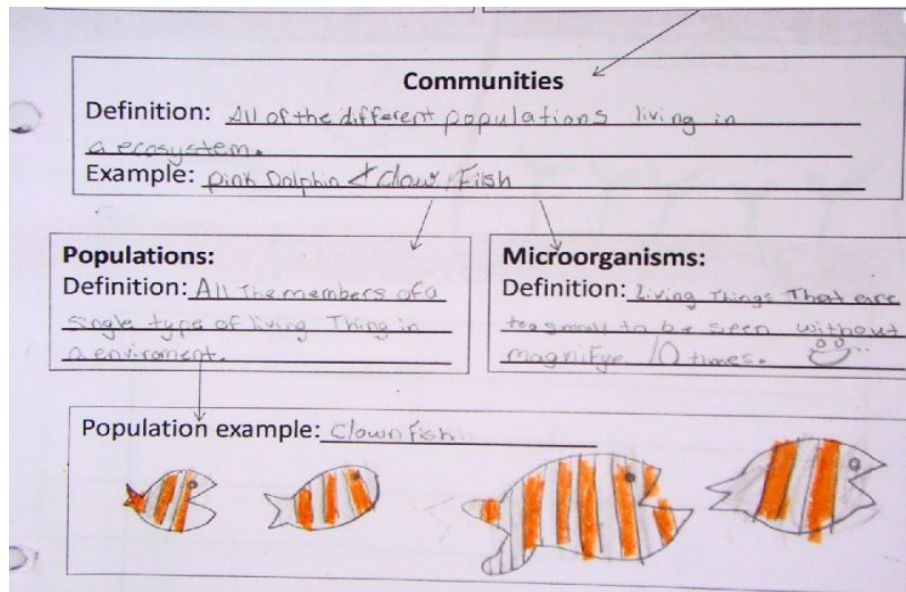 Communities
Definition: All of the different populations living in
a ecosystem.
Example: pink Dolphin & Clown Fish
Populations:
Definition: All The members of a
single type of living Thing in
a enviroment.
Microorganisms:
Definition: Living Things That are
too small to be seen without
magnifye 10 times.
Population example: Clown Fish